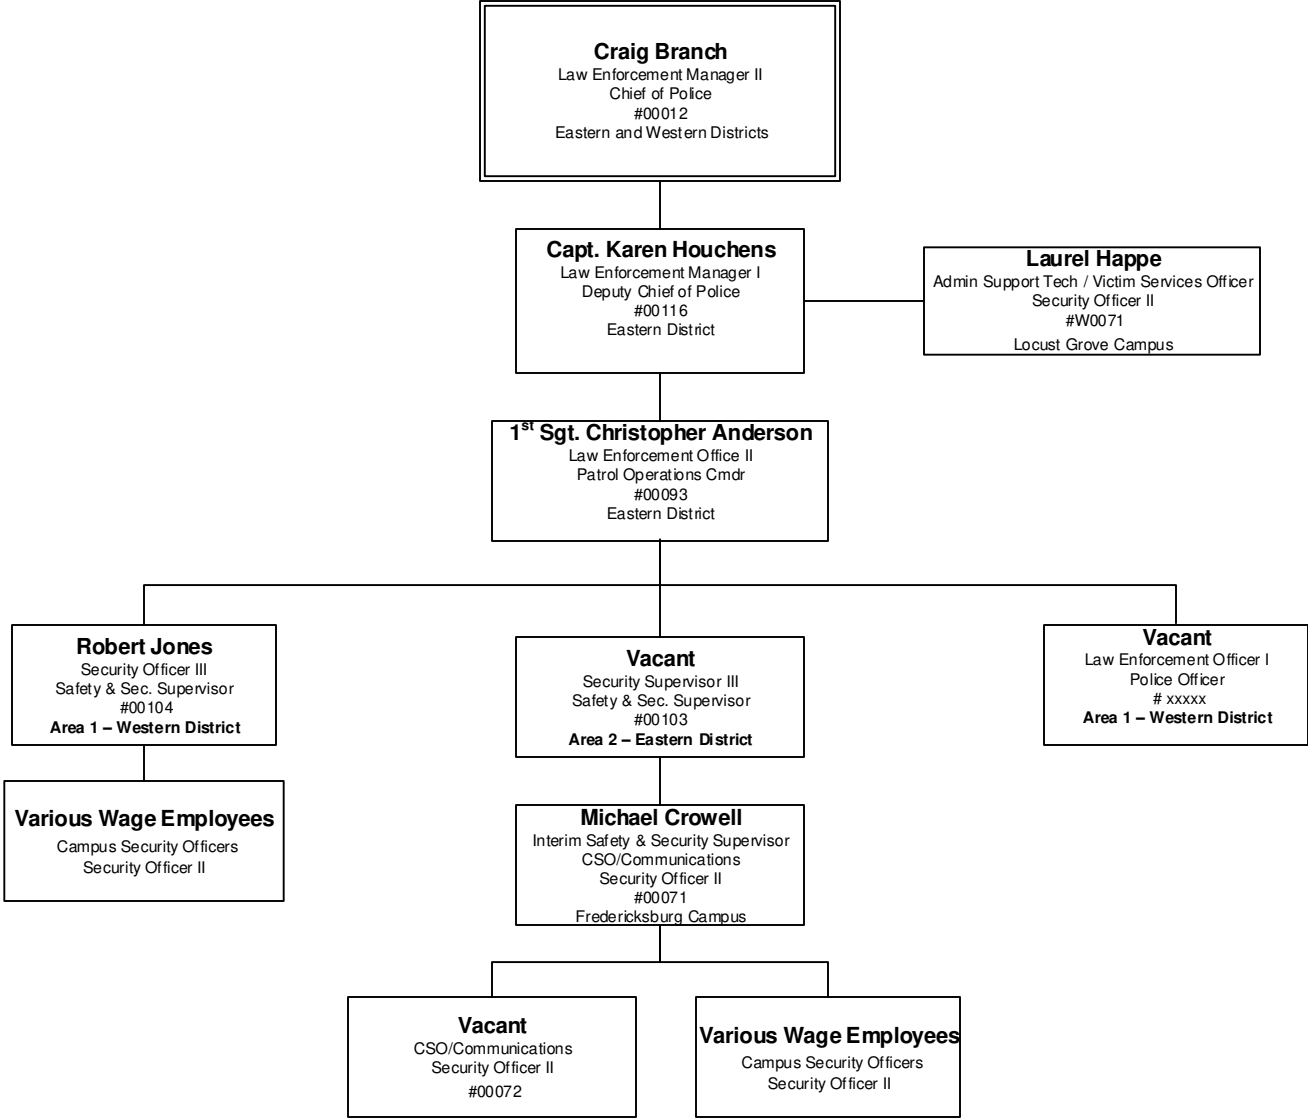 Craig Branch
Law Enforcement Manager II
Chief of Police
#00012
Eastern and Western Districts
Capt. Karen Houchens
Law Enforcement Manager I
Deputy Chief of Police
#00116
Eastern District
Laurel Happe
Admin Support Tech / Victim Services Officer
Security Officer II
#W0071
Locust Grove Campus
1st Sgt. Christopher Anderson
Law Enforcement Office II
Patrol Operations Cmdr
#00093
Eastern District
Robert Jones
Security Officer III
Safety & Sec. Supervisor
#00104
Area 1 – Western District
Vacant
Security Supervisor III
Safety & Sec. Supervisor
#00103
Area 2 – Eastern District
Vacant
Law Enforcement Officer I
Police Officer
# xxxxx
Area 1 – Western District
Various Wage Employees
Campus Security Officers
Security Officer II
Michael Crowell
Interim Safety & Security Supervisor
CSO/Communications
Security Officer II
#00071
Fredericksburg Campus
Vacant
CSO/Communications
Security Officer II
#00072
Various Wage Employees
Campus Security Officers
Security Officer II